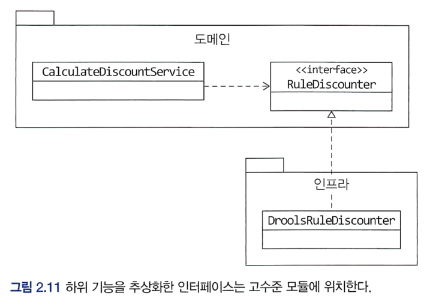 도메인
CalculateDiscountService
<<interface>>
RuleDiscounter
인프라
DroolsRuleDiscounter
그림 2.11 하위 기능을 추상화한 인터페이스는 고수준 모듈에 위치한다.